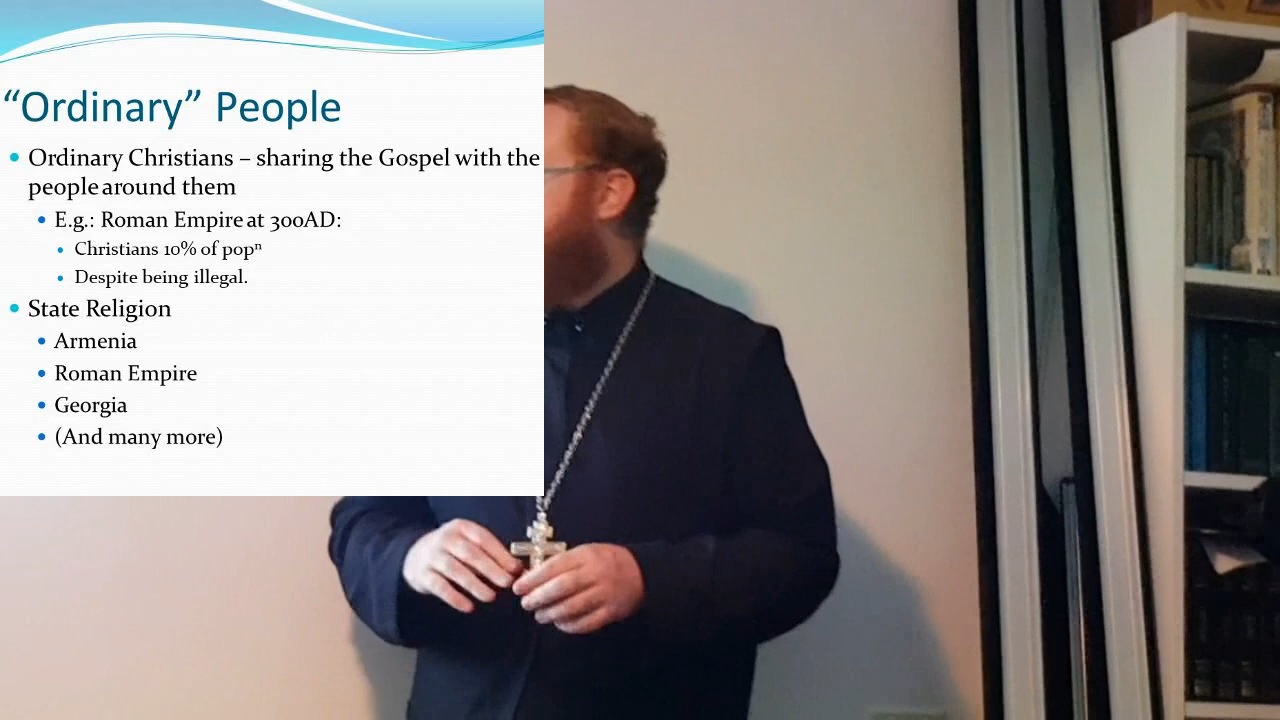 “Ordinary” People
• Ordinary Christians – sharing the Gospel with the
people around them
• E.g.: Roman Empire at 300AD:
• Christians 10% of popⁿ
• Despite being illegal.
• State Religion
• Armenia
• Roman Empire
• Georgia
• (And many more)